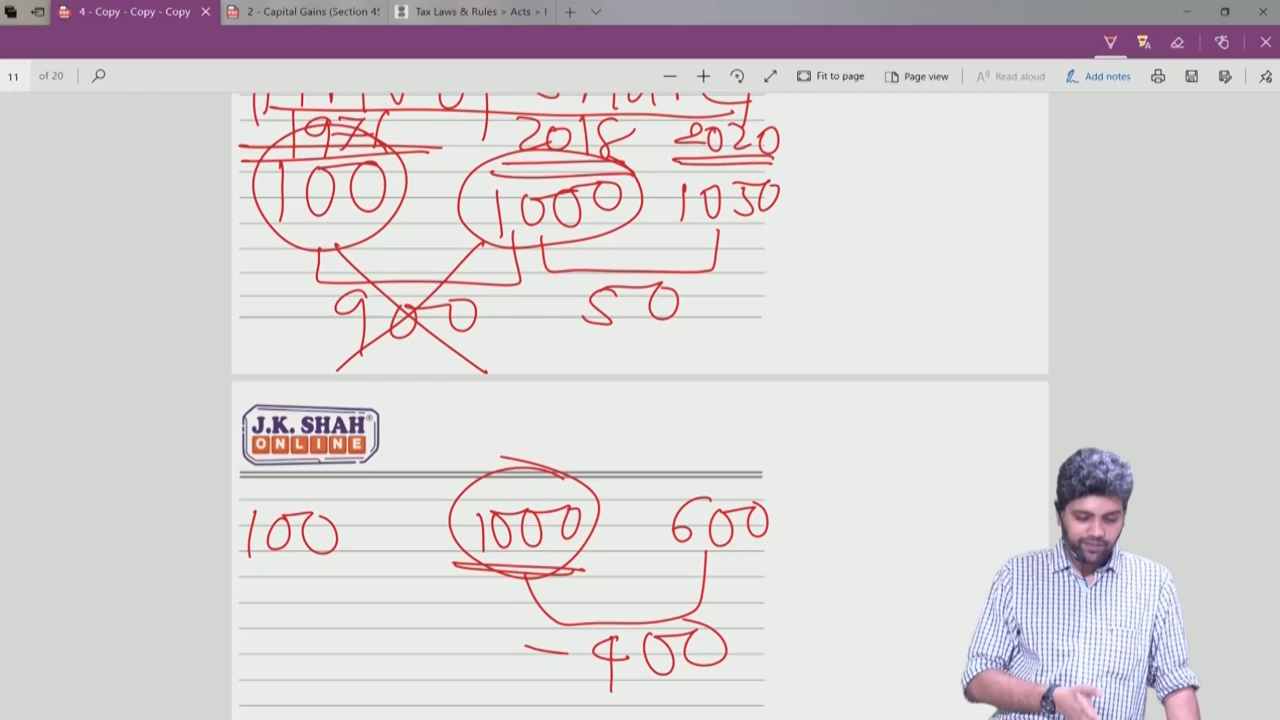 4 - Copy - Copy - Copy
2 - Capital Gains (Section 4!
Tax Laws & Rules > Acts > I
11 of 20
Fit to page
Page view
Read aloud
Add notes
2018 2020
100 1000 1050
900 50
J.K. SHAH®
ONLINE
100 1000 600
- 400